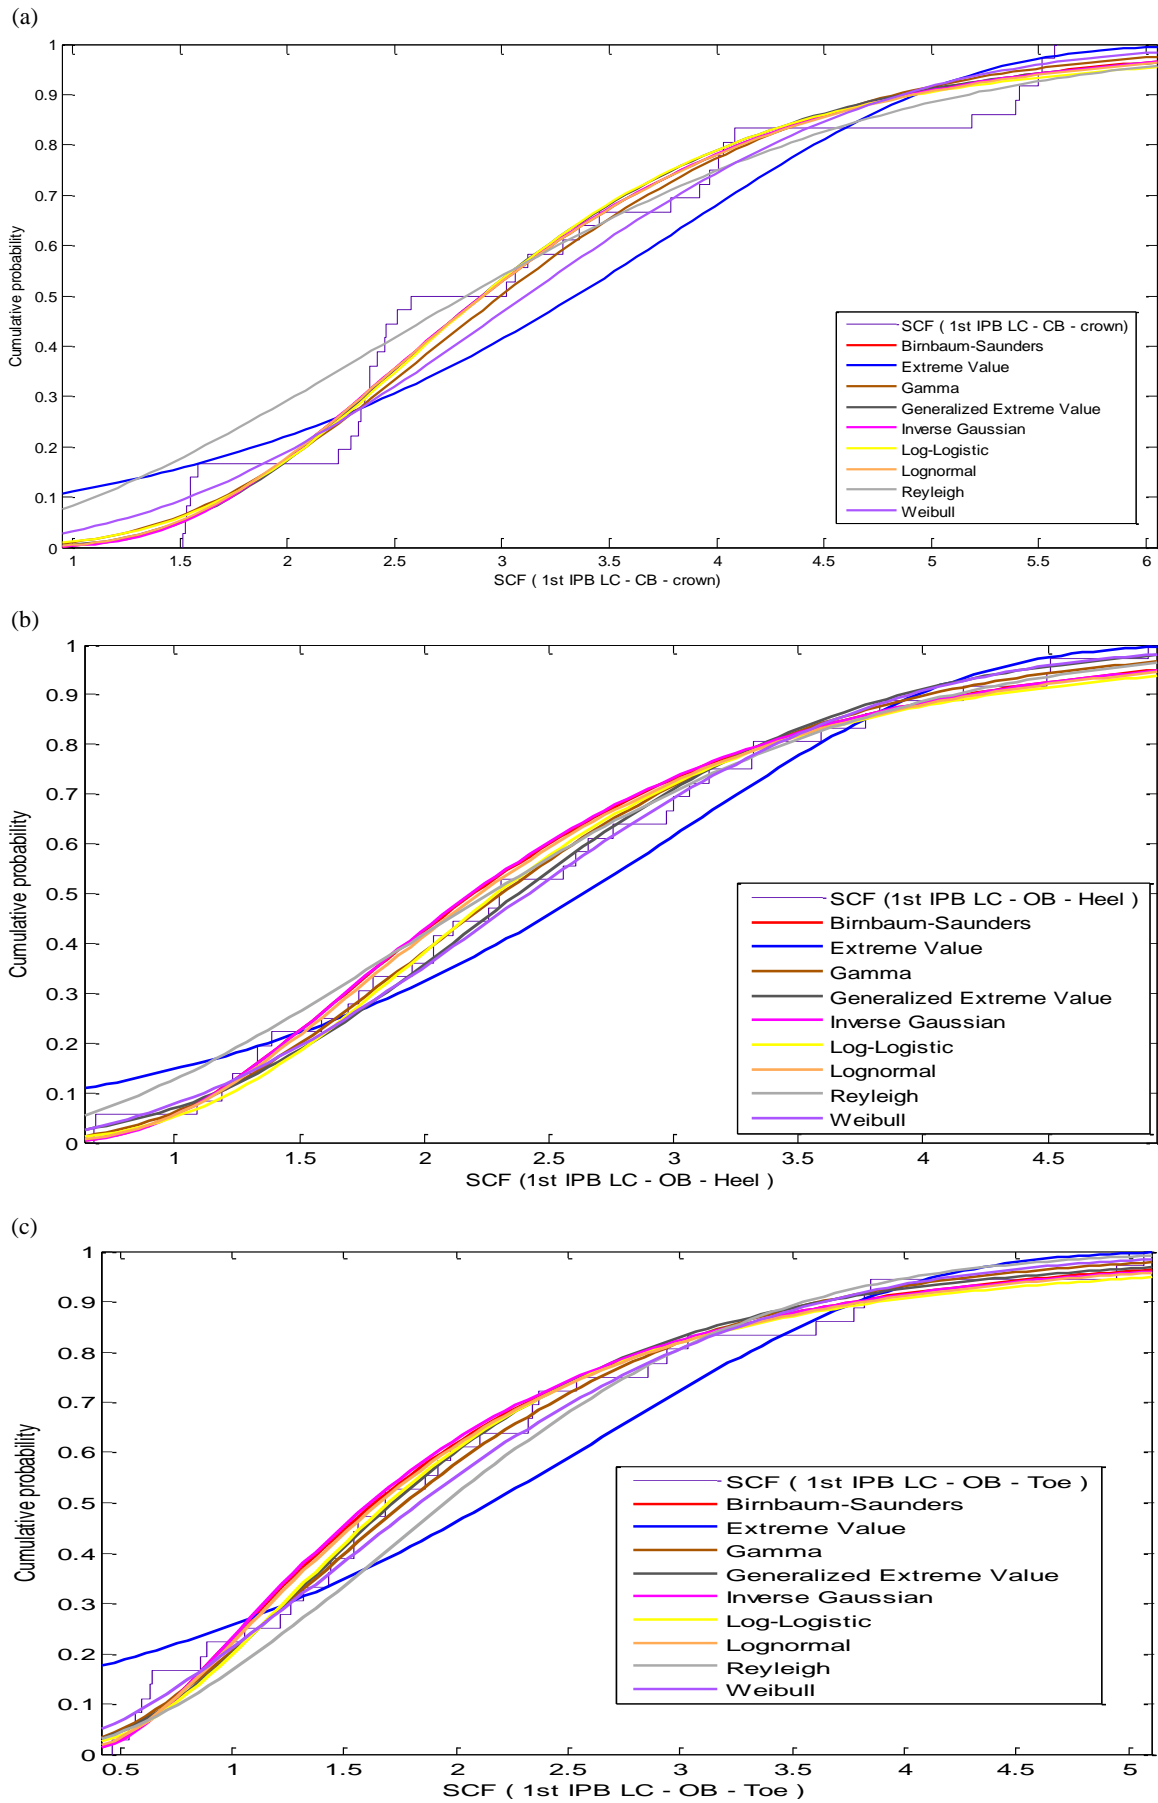 (a)
1
0.9
0.8
0.7
0.6
0.5
0.4
0.3
0.2
0.1
0
Cumulative probability
SCF ( 1st IPB LC - CB - crown)
Birnbaum-Saunders
Extreme Value
Gamma
Generalized Extreme Value
Inverse Gaussian
Log-Logistic
Lognormal
Reyleigh
Weibull
1 1.5 2 2.5 3 3.5 4 4.5 5 5.5 6
SCF ( 1st IPB LC - CB - crown)
(b)
1
0.9
0.8
0.7
0.6
0.5
0.4
0.3
0.2
0.1
0
Cumulative probability
SCF (1st IPB LC - OB - Heel )
Birnbaum-Saunders
Extreme Value
Gamma
Generalized Extreme Value
Inverse Gaussian
Log-Logistic
Lognormal
Reyleigh
Weibull
1 1.5 2 2.5 3 3.5 4 4.5
SCF (1st IPB LC - OB - Heel )
(c)
1
0.9
0.8
0.7
0.6
0.5
0.4
0.3
0.2
0.1
0
Cumulative probability
SCF ( 1st IPB LC - OB - Toe )
Birnbaum-Saunders
Extreme Value
Gamma
Generalized Extreme Value
Inverse Gaussian
Log-Logistic
Lognormal
Reyleigh
Weibull
0.5 1 1.5 2 2.5 3 3.5 4 4.5 5
SCF ( 1st IPB LC - OB - Toe )